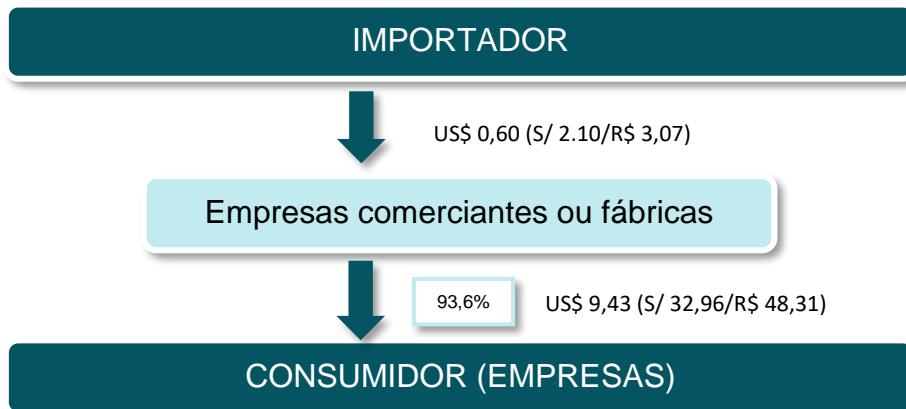 IMPORTADOR
US$ 0,60 (S/ 2.10/R$ 3,07)
Empresas comerciantes ou fábricas
93,6%
US$ 9,43 (S/ 32,96/R$ 48,31)
CONSUMIDOR (EMPRESAS)